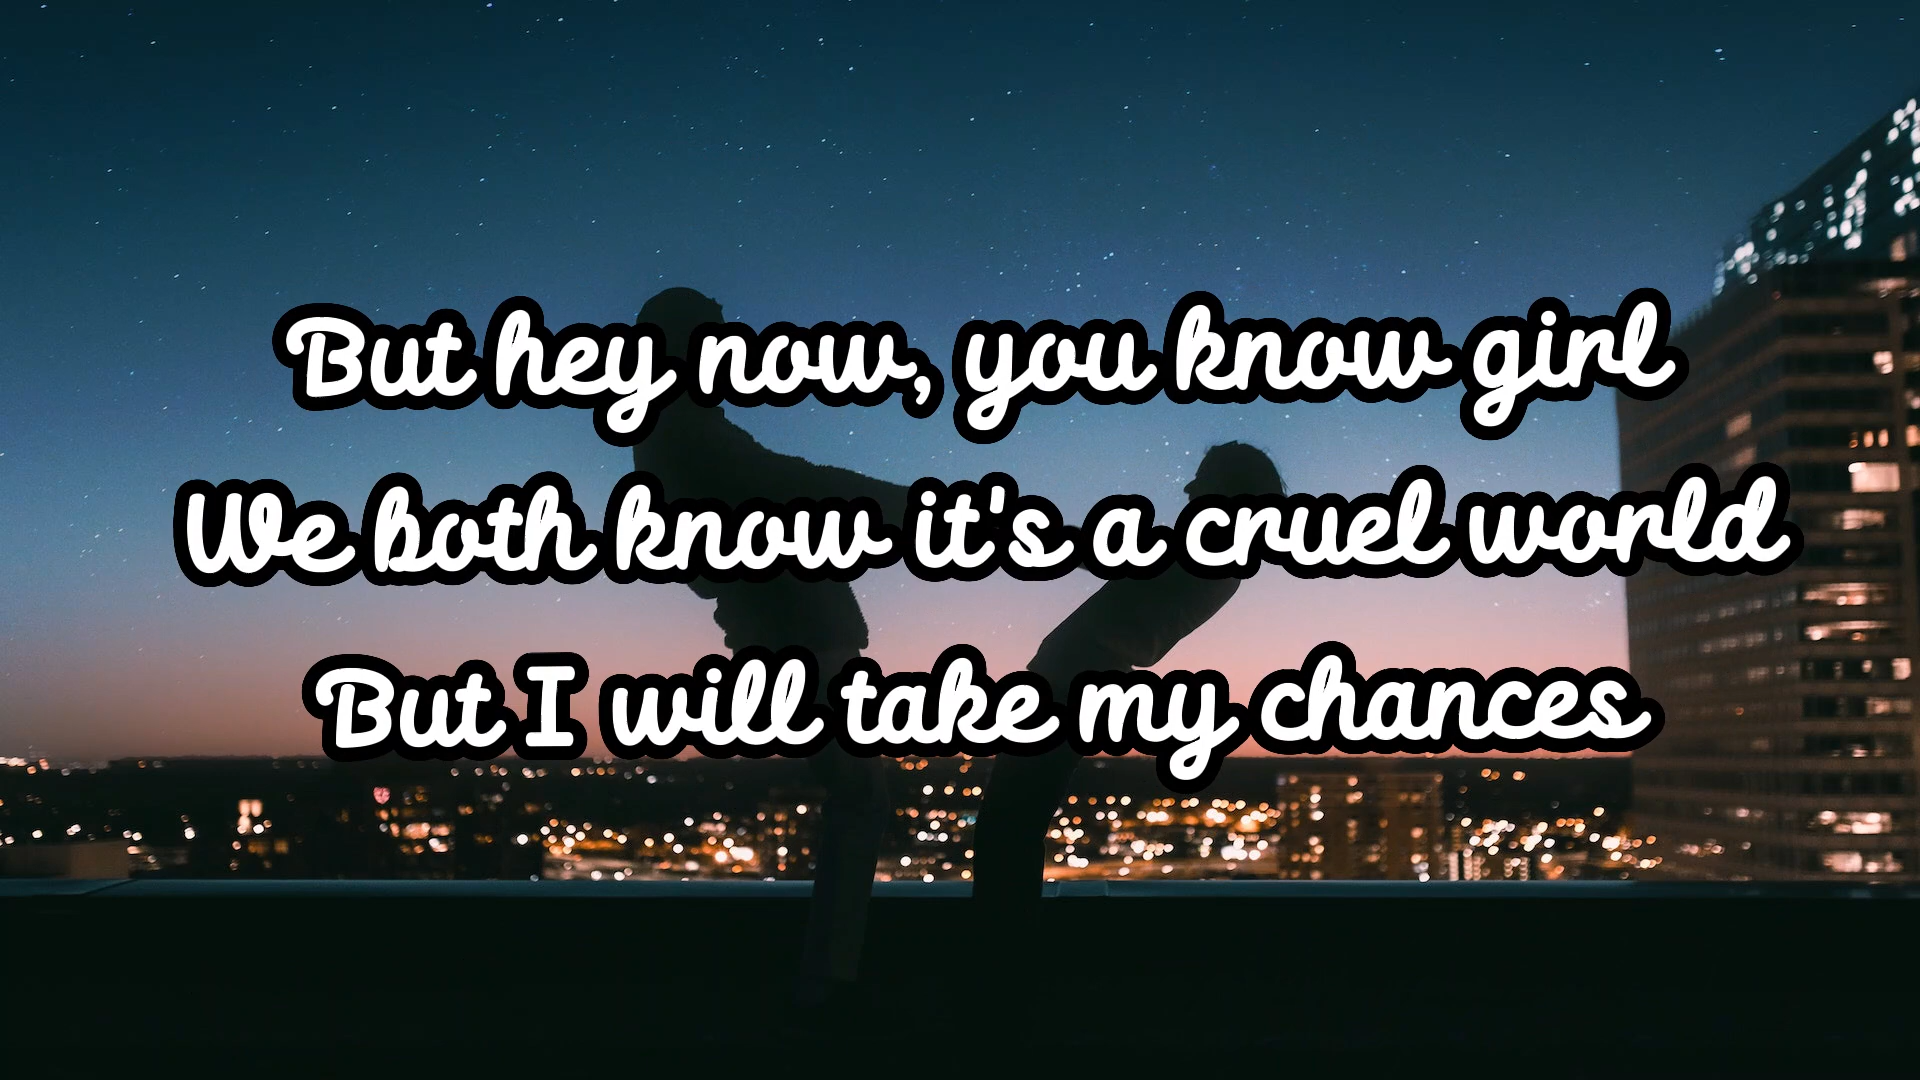 But hey now, you know girl
We both know it's a cruel world
But I will take my chances